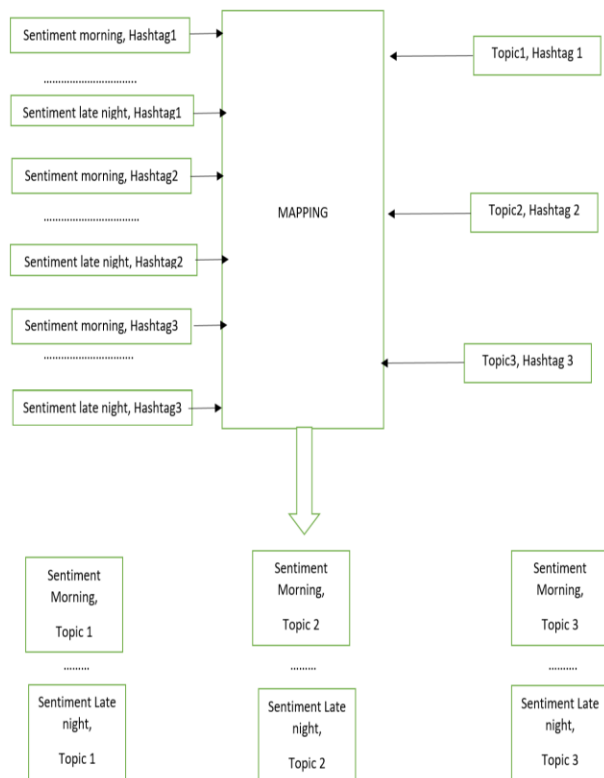 Sentiment morning, Hashtag1
Topic1, Hashtag 1
................................
Sentiment late night, Hashtag1
Sentiment morning, Hashtag2
Topic2, Hashtag 2
MAPPING
.................................
Sentiment late night, Hashtag2
Sentiment morning, Hashtag3
...............................
Topic3, Hashtag 3
Sentiment late night, Hashtag3
Sentiment
Morning,
Topic 1
.........
Sentiment Late
night,
Topic 1
Sentiment
Morning,
Topic 2
.........
Sentiment Late
night,
Topic 2
Sentiment
Morning,
Topic 3
..........
Sentiment Late
night,
Topic 3